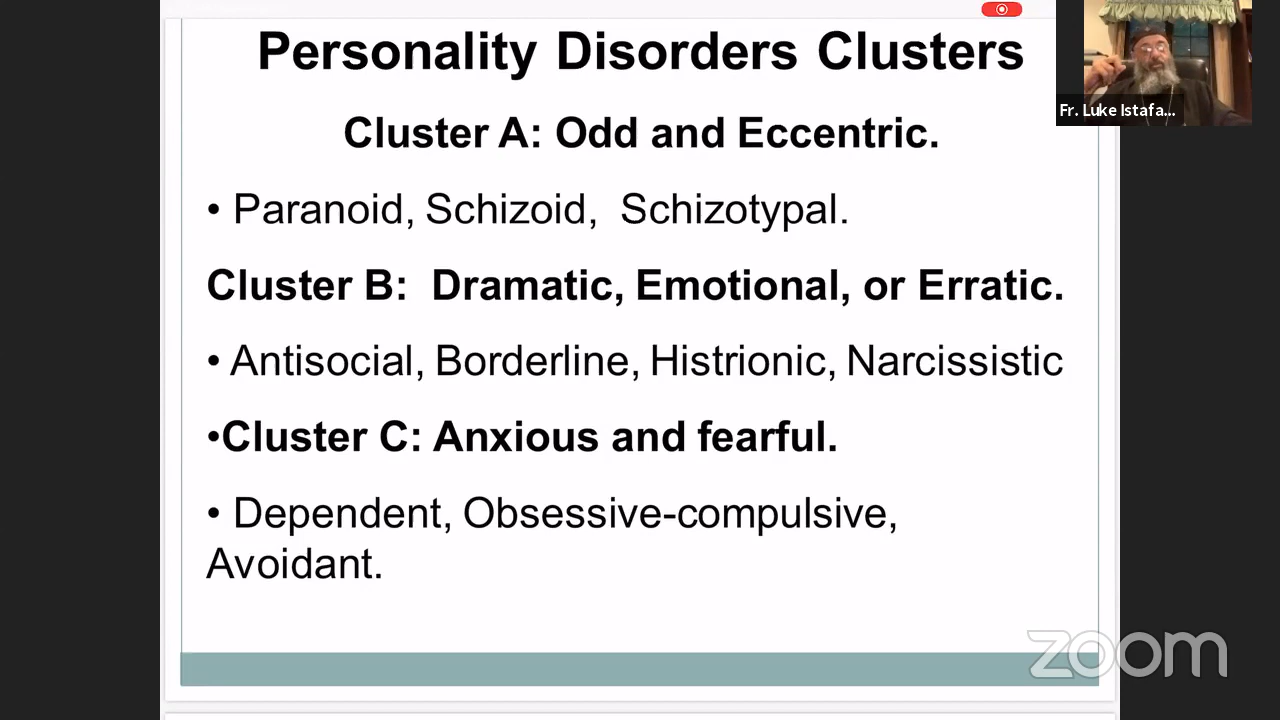 Personality Disorders Clusters
Fr. Luke Istafa...
Cluster A: Odd and Eccentric.
• Paranoid, Schizoid,  Schizotypal.
Cluster B:  Dramatic, Emotional, or Erratic.
• Antisocial, Borderline, Histrionic, Narcissistic
•Cluster C: Anxious and fearful.
• Dependent, Obsessive-compulsive,
Avoidant.
zoom